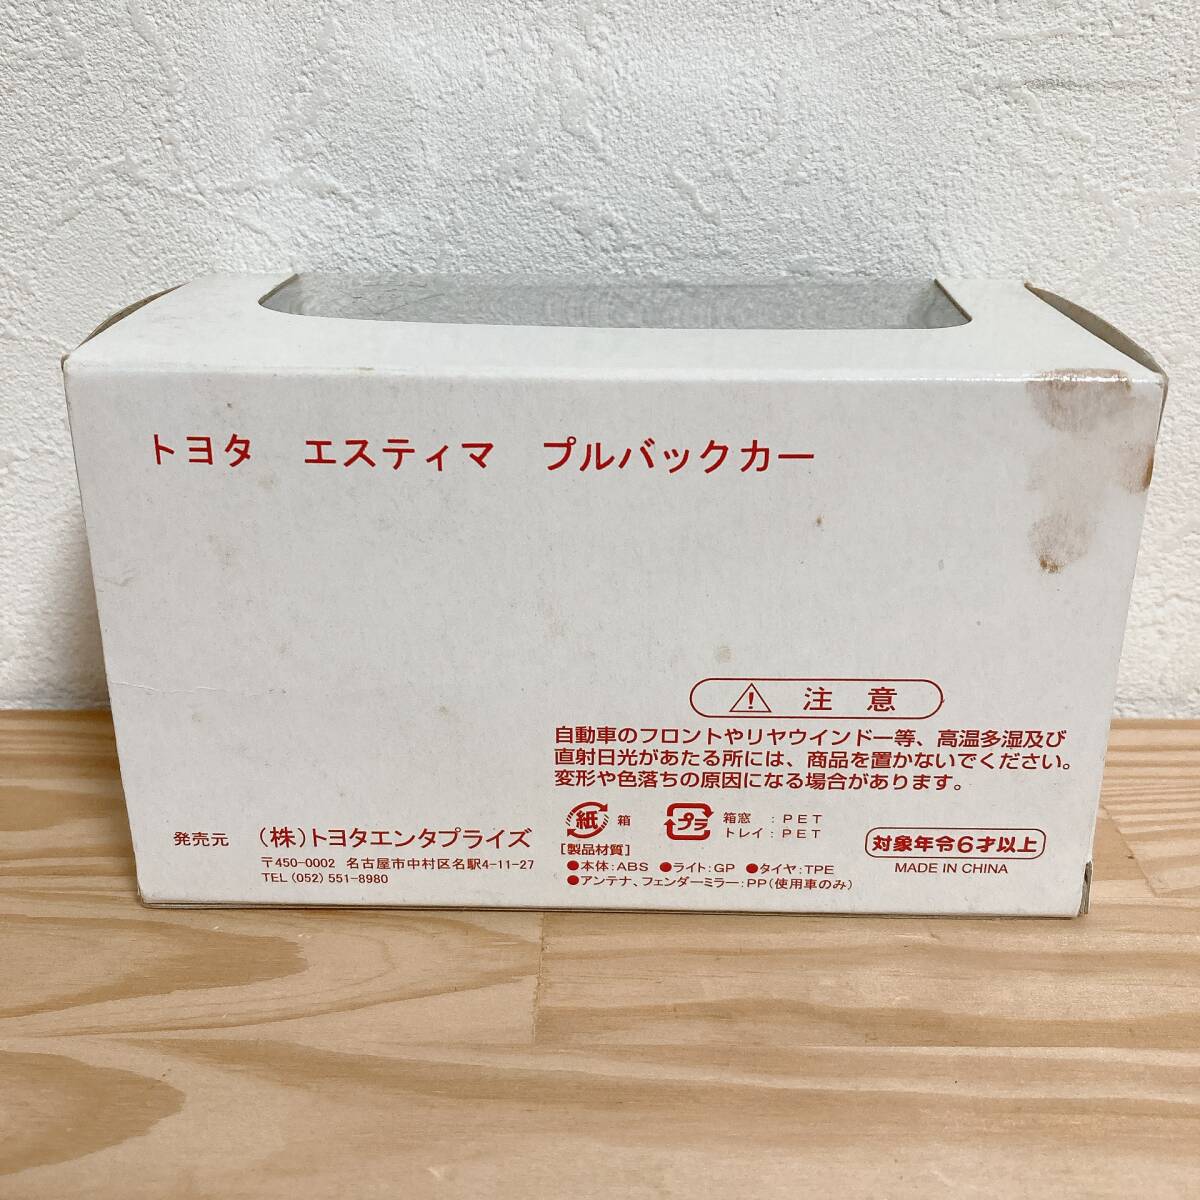 トヨタ　エスティマ　プルバックカー
注 意
自動車のフロントやリヤウインドー等、高温多湿及び
直射日光があたる所には、商品を置かないでください。
変形や色落ちの原因になる場合があります。
紙 箱
プラ 箱窓 : PET
トレイ : PET
[製品材質]
●本体:ABS ●ライト:GP ●タイヤ:TPE
●アンテナ、フェンダーミラー:PP(使用車のみ)
対象年令6才以上
MADE IN CHINA
発売元 (株)トヨタエンタプライズ
〒450-0002 名古屋市中村区名駅4-11-27
TEL (052) 551-8980